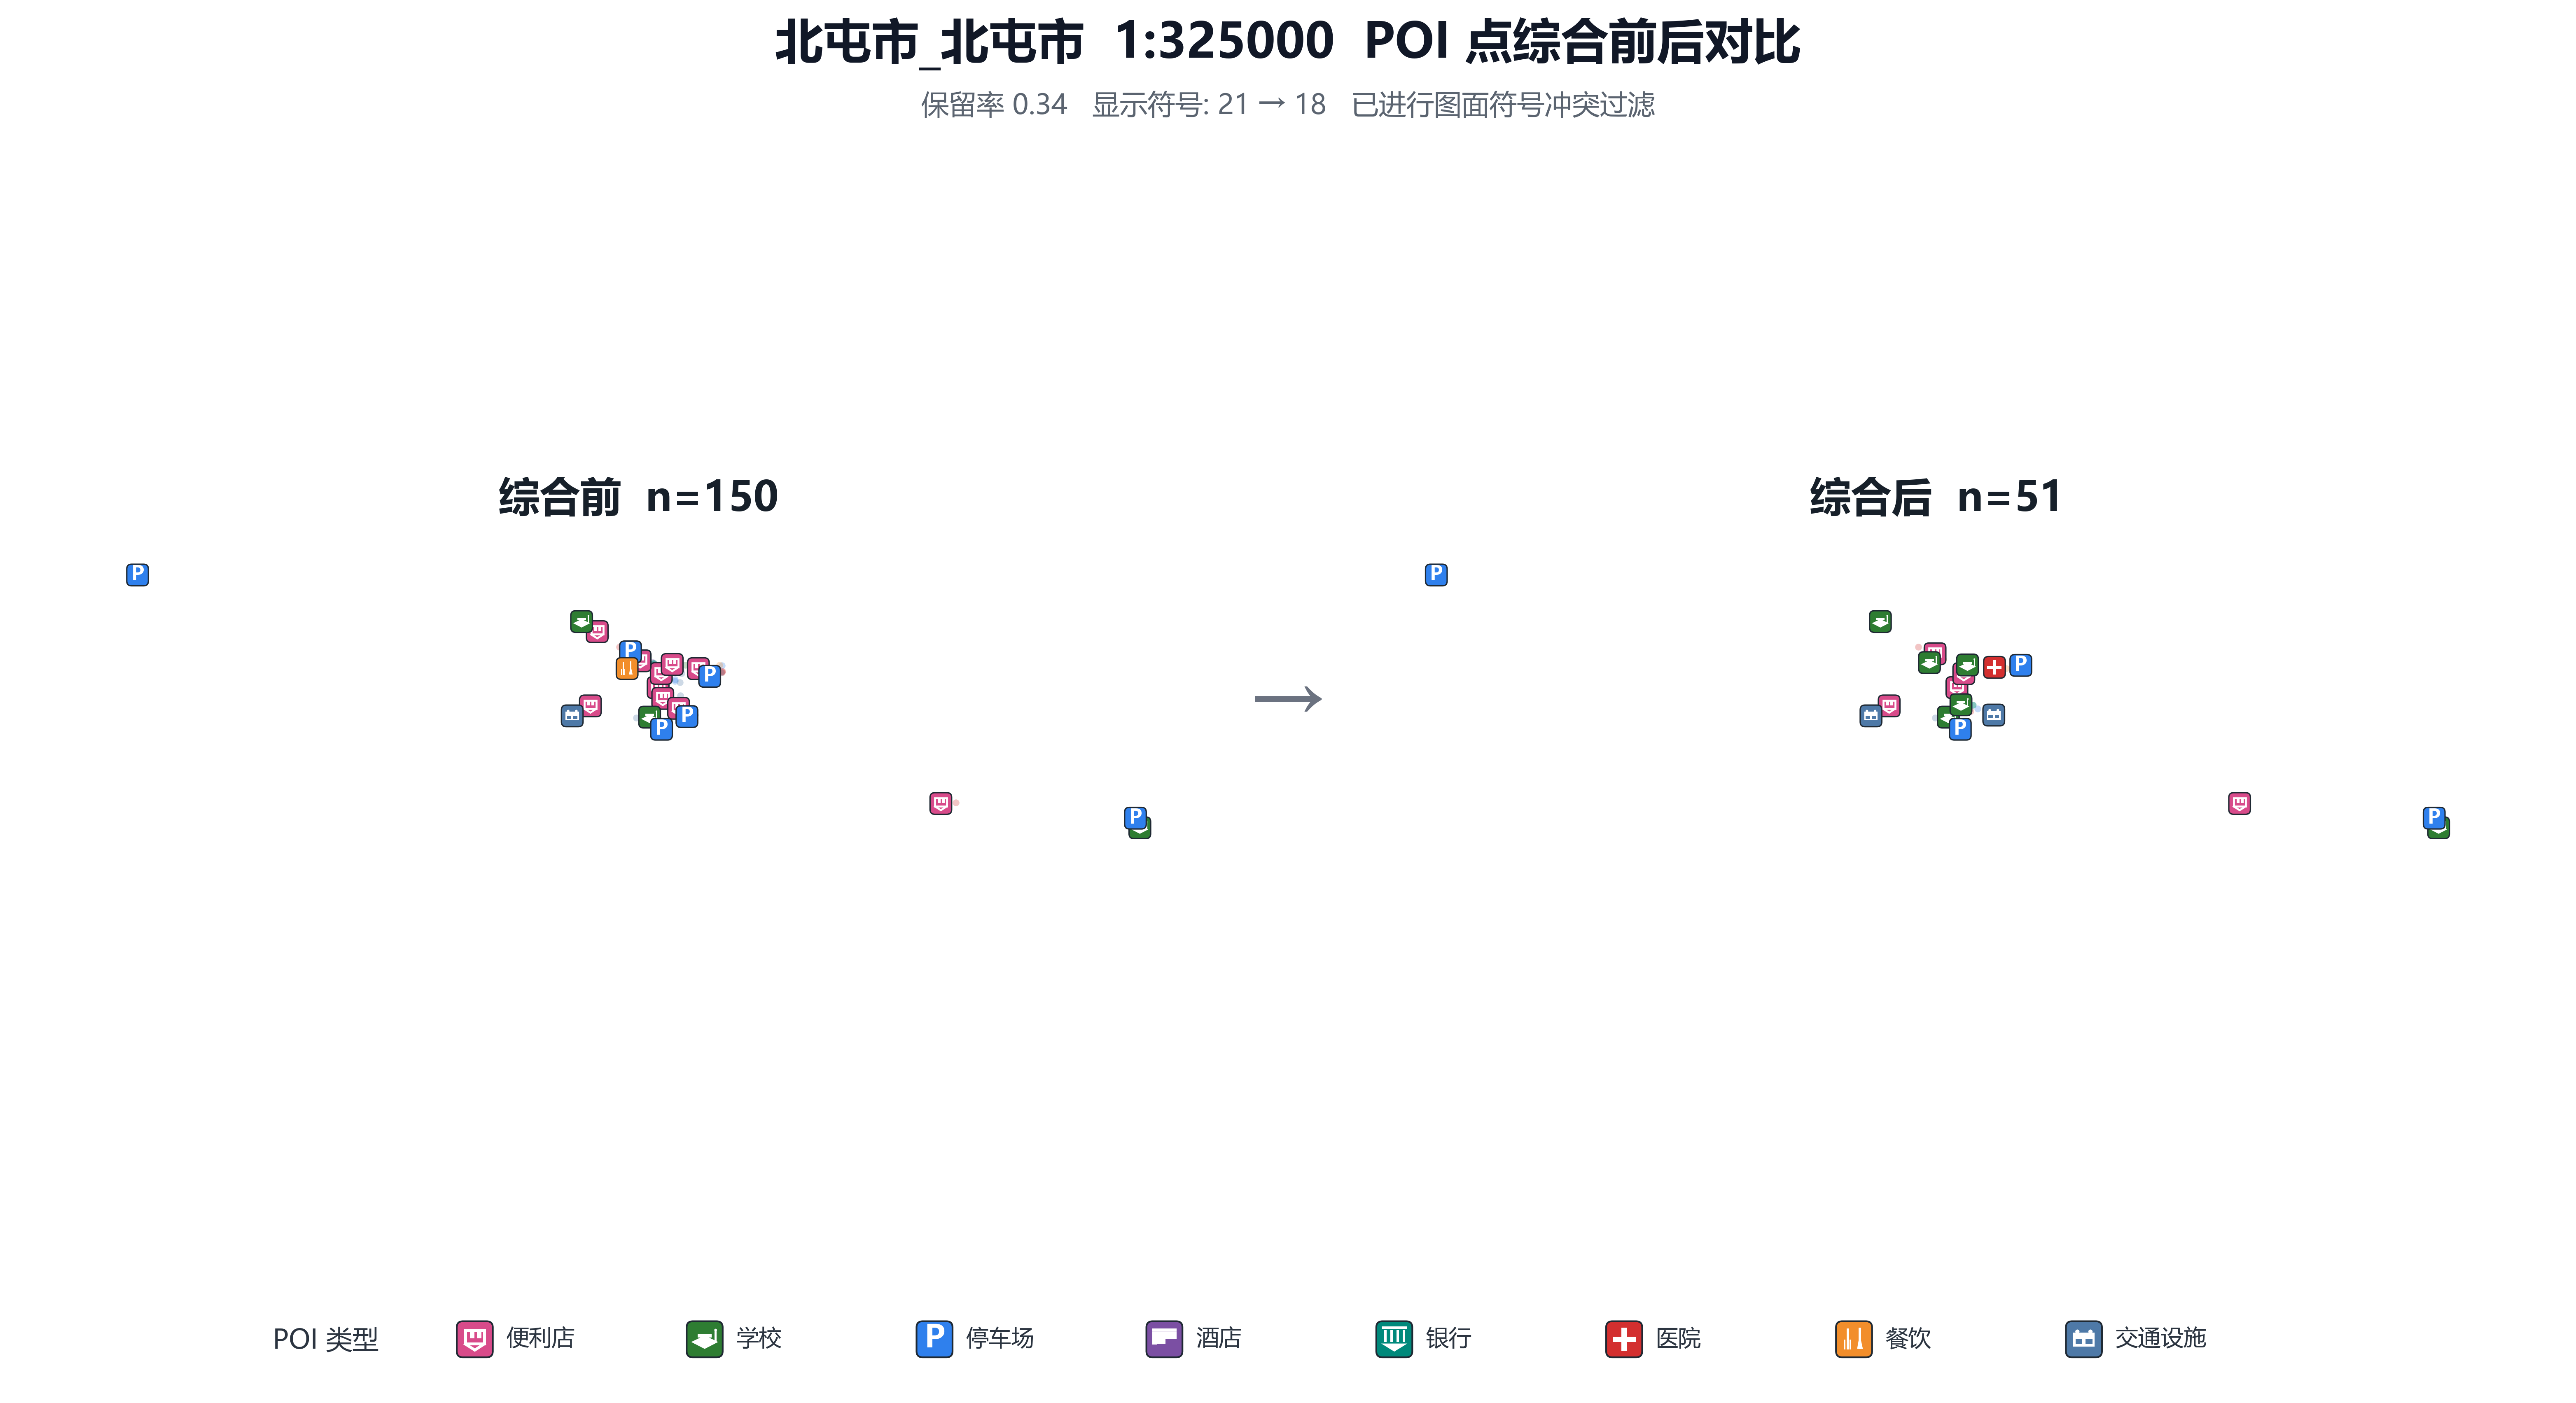 北屯市_北屯市 1:325000 POI 点综合前后对比
保留率 0.34 显示符号: 21 → 18 已进行图面符号冲突过滤
综合前 n=150
综合后 n=51
POI 类型 便利店 学校 P 停车场 酒店 银行 医院 餐饮 交通设施